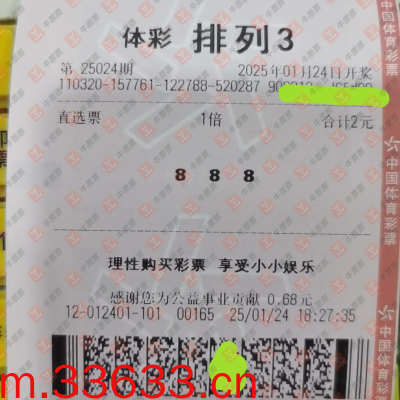 体彩 排列3
第 25024期 2025年01月24日开奖
110320-157761-122788-520287
直选票 1倍 合计2元
8 8 8
理性购买彩票 享受小小娱乐
感谢您为公益事业贡献 0.68元
12-012401-101 00165 25/01/24 18:27:35
m.33633.cn
中国体育彩票
中国体育彩票